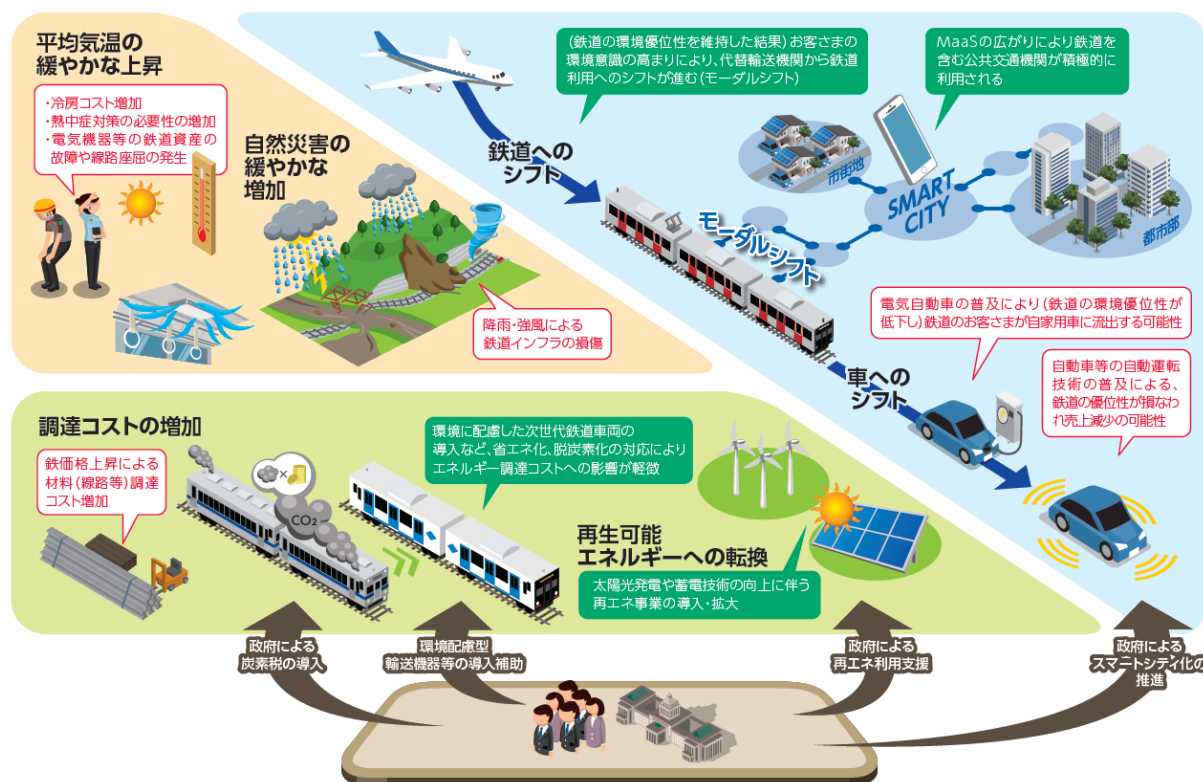 平均気温の
緩やかな上昇
・冷房コスト増加
・熱中症対策の必要性の増加
・電気機器等の鉄道資産の
故障や線路座屈の発生
自然災害の
緩やかな
増加
降雨・強風による
鉄道インフラの損傷
(鉄道の環境優位性を維持した結果)お客さまの
環境意識の高まりにより、代替輸送機関から鉄道
利用へのシフトが進む(モーダルシフト)
MaaSの広がりにより鉄道を
含む公共交通機関が積極的に
利用される
鉄道への
シフト
市街地
SMART
CITY
都市部
モーダルシフト
電気自動車の普及により(鉄道の環境優位性が
低下し)鉄道のお客さまが自家用車に流出する可能性
車への
シフト
自動車等の自動運転
技術の普及による、
鉄道の優位性が損なわ
れ売上減少の可能性
調達コストの増加
鉄価格上昇による
材料(線路等)調達
コスト増加
CO₂
環境に配慮した次世代鉄道車両の
導入など、省エネ化、脱炭素化の対応により
エネルギー調達コストへの影響が軽微
再生可能
エネルギーへの転換
太陽光発電や蓄電技術の向上に伴う
再エネ事業の導入・拡大
政府による
炭素税の導入
環境配慮型
輸送機器等の導入補助
政府による
再エネ利用支援
政府による
スマートシティ化の
推進